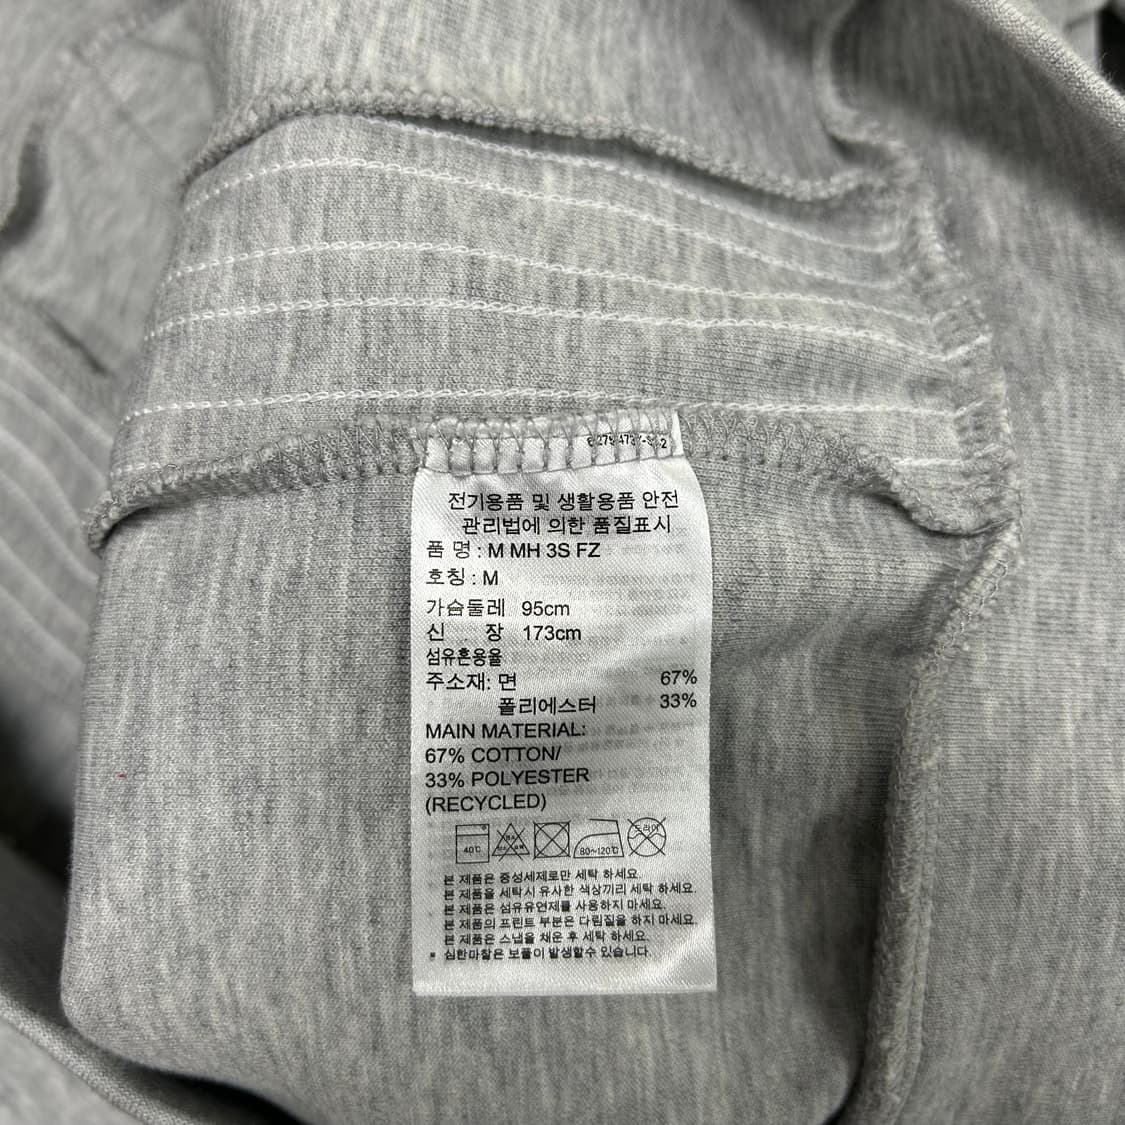 전기용품 및 생활용품 안전
관리법에 의한 품질표시
품 명 : M MH 3S FZ
호칭 : M
가슴둘레 95cm
신 장 173cm
섬유혼용율
주소재: 면 67%
폴리에스터 33%
MAIN MATERIAL:
67% COTTON/
33% POLYESTER
(RECYCLED)
40℃
80~120℃
드라이
본 제품은 중성세제로만 세탁 하세요.
본 제품을 세탁시 유사한 색상끼리 세탁 하세요.
본 제품은 섬유유연제를 사용하지 마세요.
본 제품의 프린트 부분은 다림질을 하지 마세요.
본 제품은 스냅을 채운 후 세탁 하세요.
심한마찰은 보풀이 발생할수 있습니다.